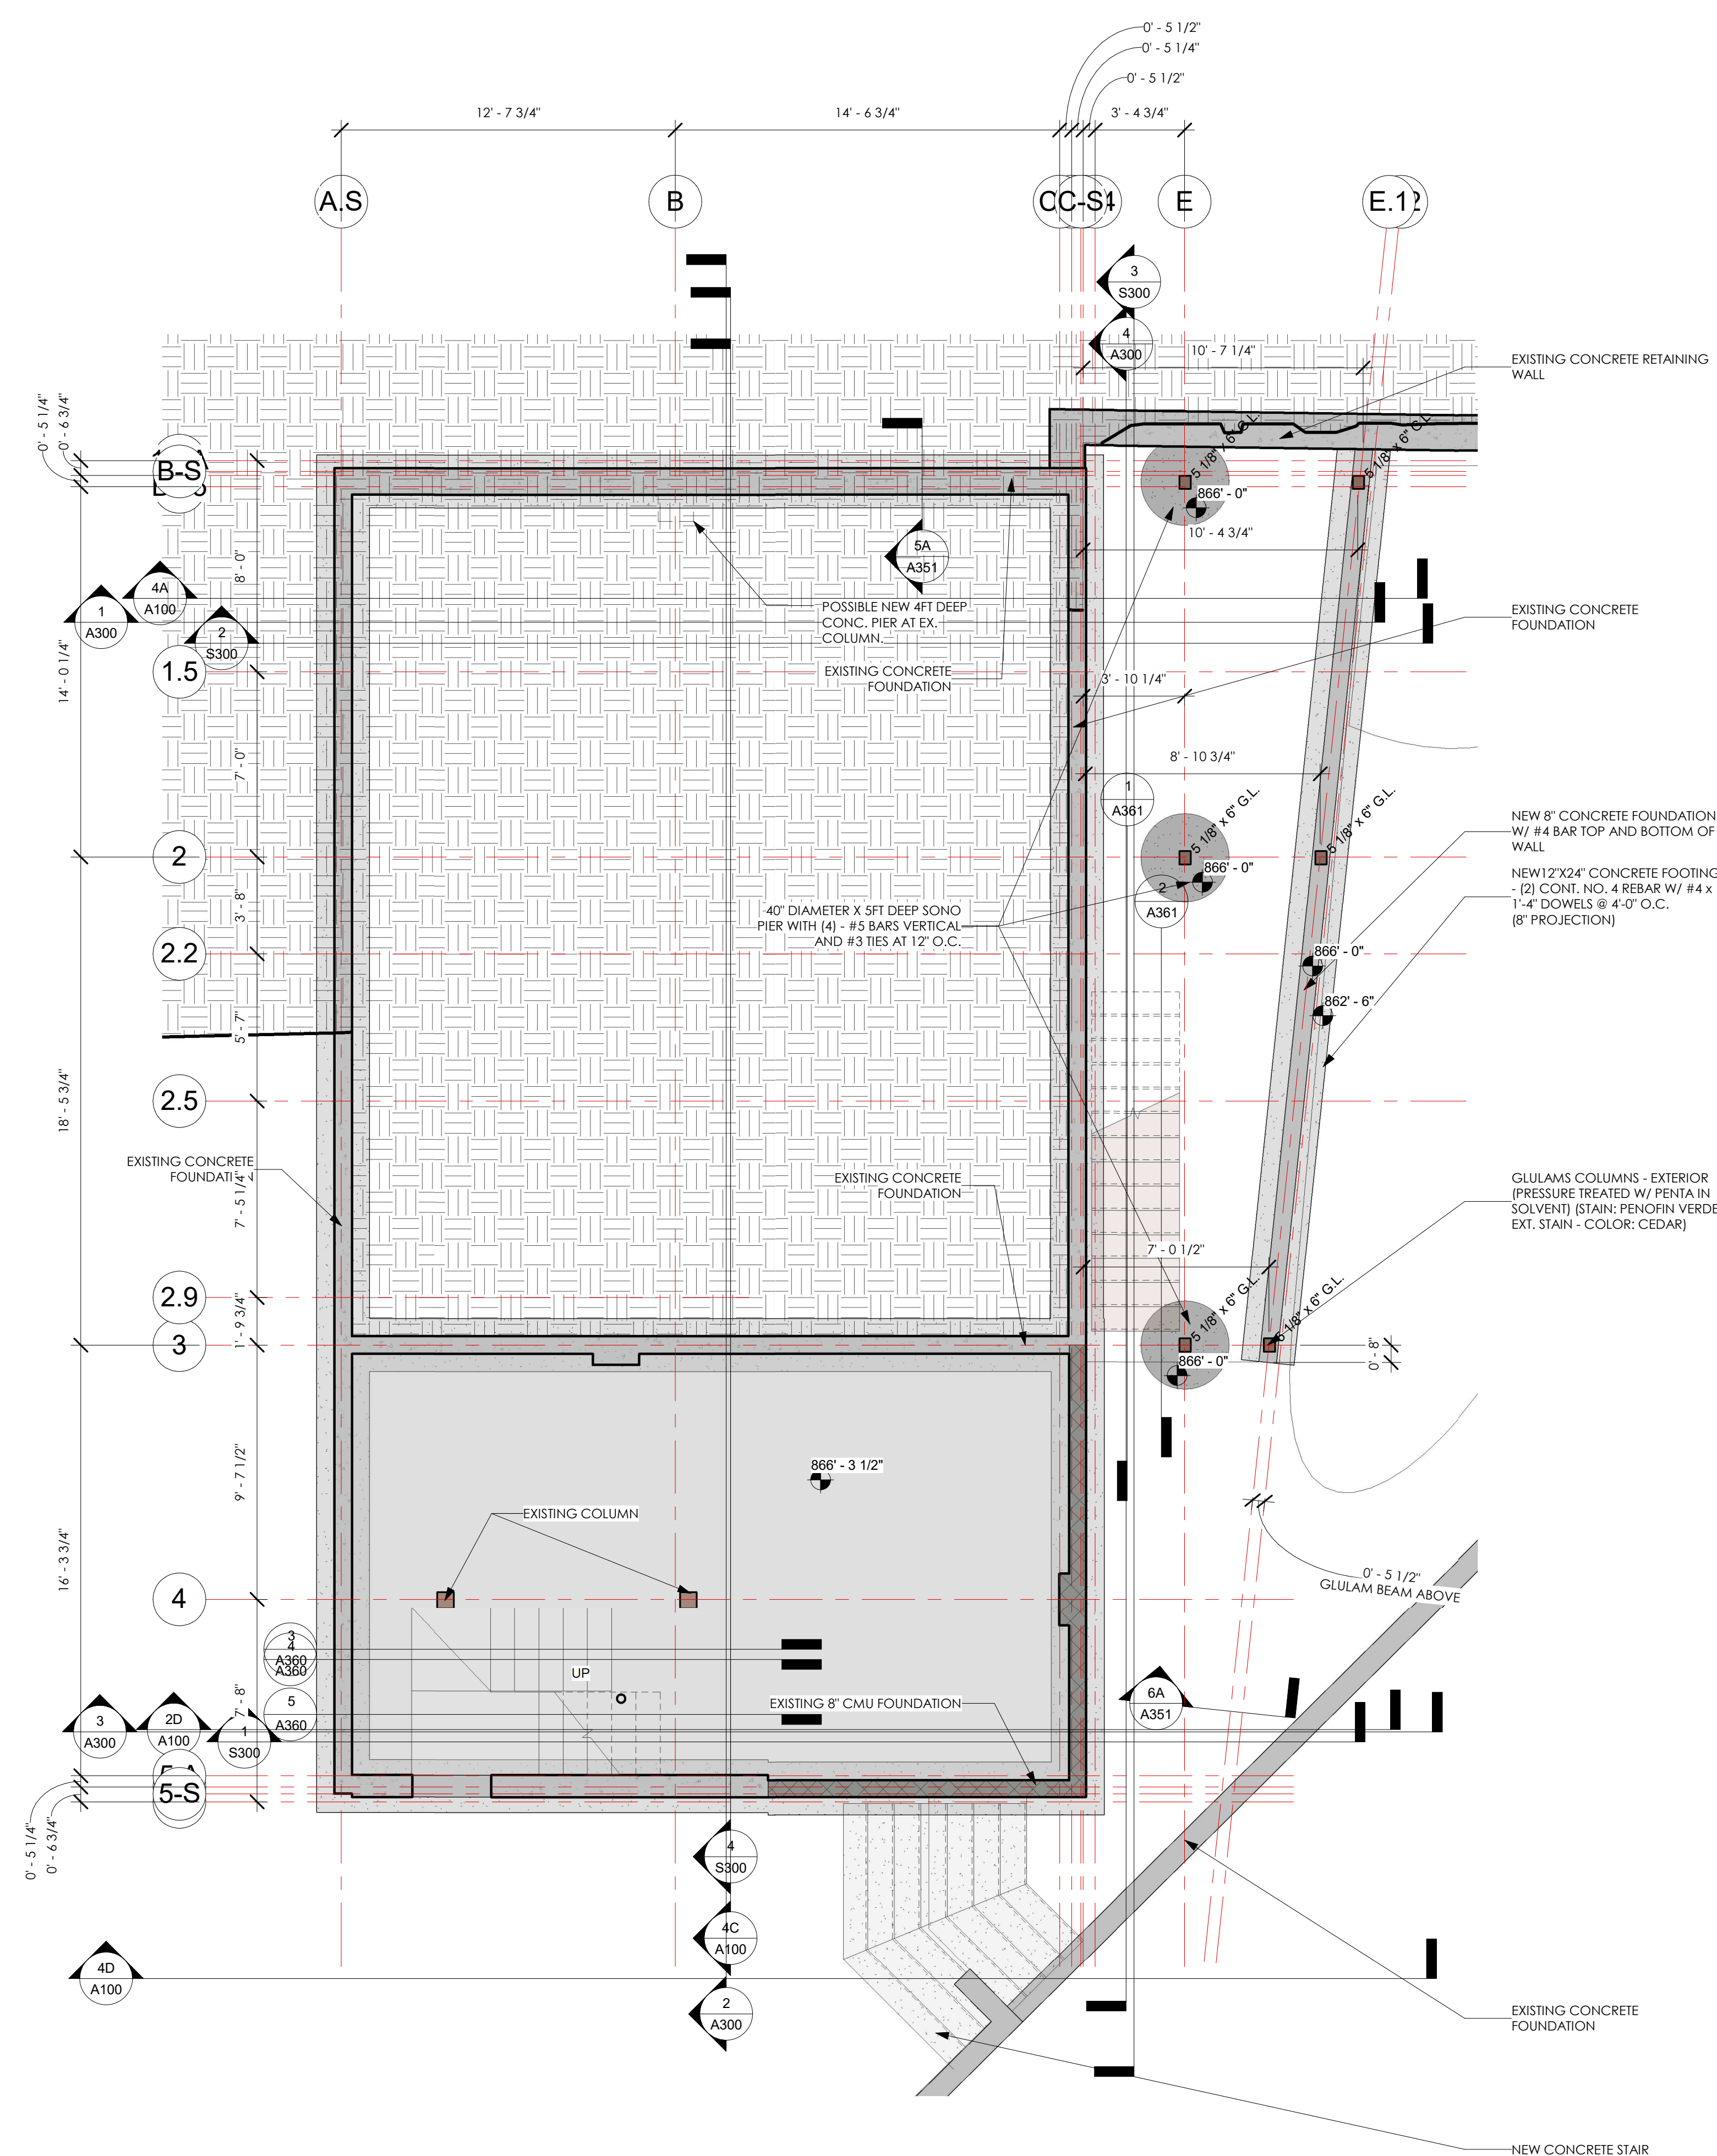 0' - 5 1/2"
0' - 5 1/4"
0' - 5 1/2"
12' - 7 3/4"
14' - 6 3/4"
3' - 4 3/4"
A.S
B
C-S
E
E.1
3
S300
4
A300
10' - 7 1/4"
EXISTING CONCRETE RETAINING
WALL
0' - 5 1/4"
0' - 6 3/4"
B-S
5 1/8" x 6" G.L.
5 1/8" x 6" G.L.
866' - 0"
10' - 4 3/4"
5A
A351
8' - 0"
4A
A100
1
A300
2
S300
POSSIBLE NEW 4FT DEEP
CONC. PIER AT EX.
COLUMN.
EXISTING CONCRETE
FOUNDATION
EXISTING CONCRETE
FOUNDATION
14' - 0 1/4"
1.5
3' - 10 1/4"
7' - 0"
8' - 10 3/4"
1
A361
5 1/8" x 6" G.L.
5 1/8" x 6" G.L.
NEW 8" CONCRETE FOUNDATION
W/ #4 BAR TOP AND BOTTOM OF
WALL
2
866' - 0"
NEW12"X24" CONCRETE FOOTING
- (2) CONT. NO. 4 REBAR W/ #4 x
1'-4" DOWELS @ 4'-0" O.C.
(8" PROJECTION)
2
A361
3' - 8"
40" DIAMETER X 5FT DEEP SONO
PIER WITH (4) - #5 BARS VERTICAL
AND #3 TIES AT 12" O.C.
2.2
866' - 0"
862' - 6"
5' - 7"
18' - 5 3/4"
2.5
EXISTING CONCRETE
EXISTING CONCRETE
FOUNDATION
7' - 5 1/4"
GLULAMS COLUMNS - EXTERIOR
(PRESSURE TREATED W/ PENTA IN
SOLVENT) (STAIN: PENOFIN VERDE
EXT. STAIN - COLOR: CEDAR)
7' - 0 1/2"
2.9
1' - 9 3/4"
3
5 1/8" x 6" G.L.
5 1/8" x 6" G.L.
866' - 0"
0' - 8"
9' - 7 1/2"
866' - 3 1/2"
EXISTING COLUMN
16' - 3 3/4"
4
0' - 5 1/2"
GLULAM BEAM ABOVE
3
4
A360
A360
UP
5
A360
7' - 8"
EXISTING 8" CMU FOUNDATION
6A
A351
3
A300
2D
A100
1
S300
5-S
0' - 5 1/4"
0' - 6 3/4"
4
S300
4C
A100
4D
A100
2
A300
EXISTING CONCRETE
FOUNDATION
NEW CONCRETE STAIR